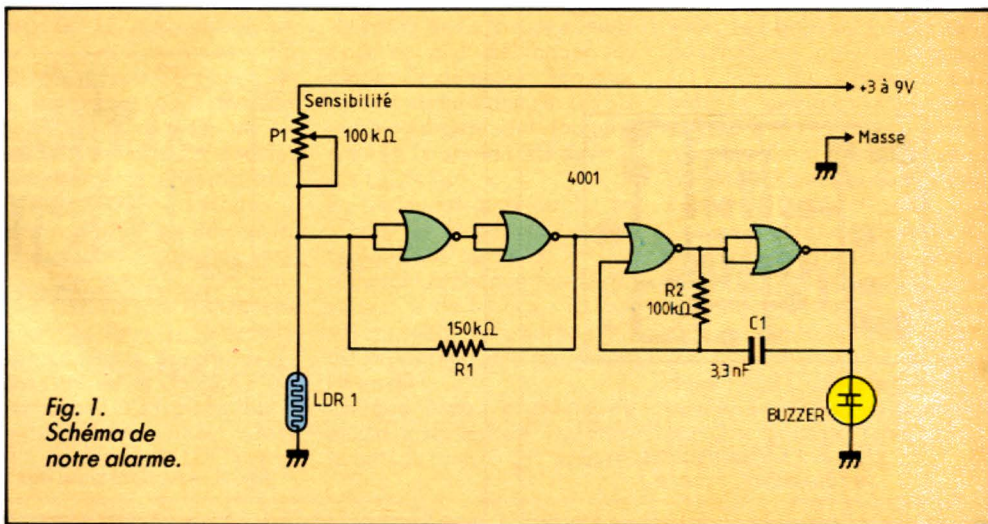 +3 à 9V
Sensibilité
P1
100 kΩ
Masse
4001
R2
100kΩ
150 kΩ
R1
C1
3,3 nF
LDR 1
BUZZER
Fig. 1.
Schéma de
notre alarme.